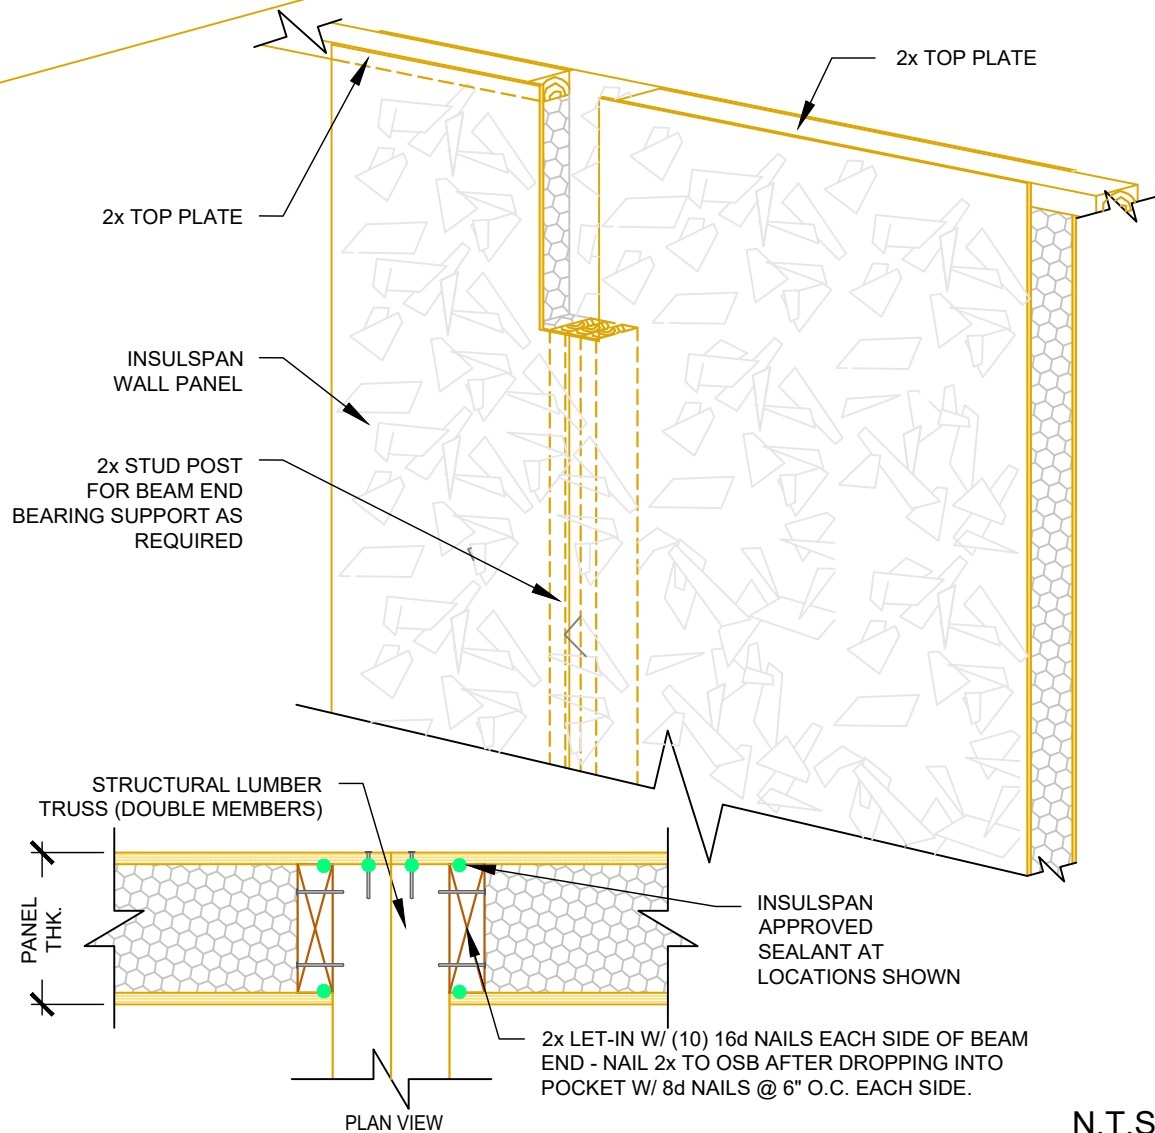 2x TOP PLATE
2x TOP PLATE
INSULSPAN
WALL PANEL
2x STUD POST
FOR BEAM END
BEARING SUPPORT AS
REQUIRED
STRUCTURAL LUMBER
TRUSS (DOUBLE MEMBERS)
PANEL
THK.
INSULSPAN
APPROVED
SEALANT AT
LOCATIONS SHOWN
2x LET-IN W/ (10) 16d NAILS EACH SIDE OF BEAM
END - NAIL 2x TO OSB AFTER DROPPING INTO
POCKET W/ 8d NAILS @ 6" O.C. EACH SIDE.
PLAN VIEW
N.T.S